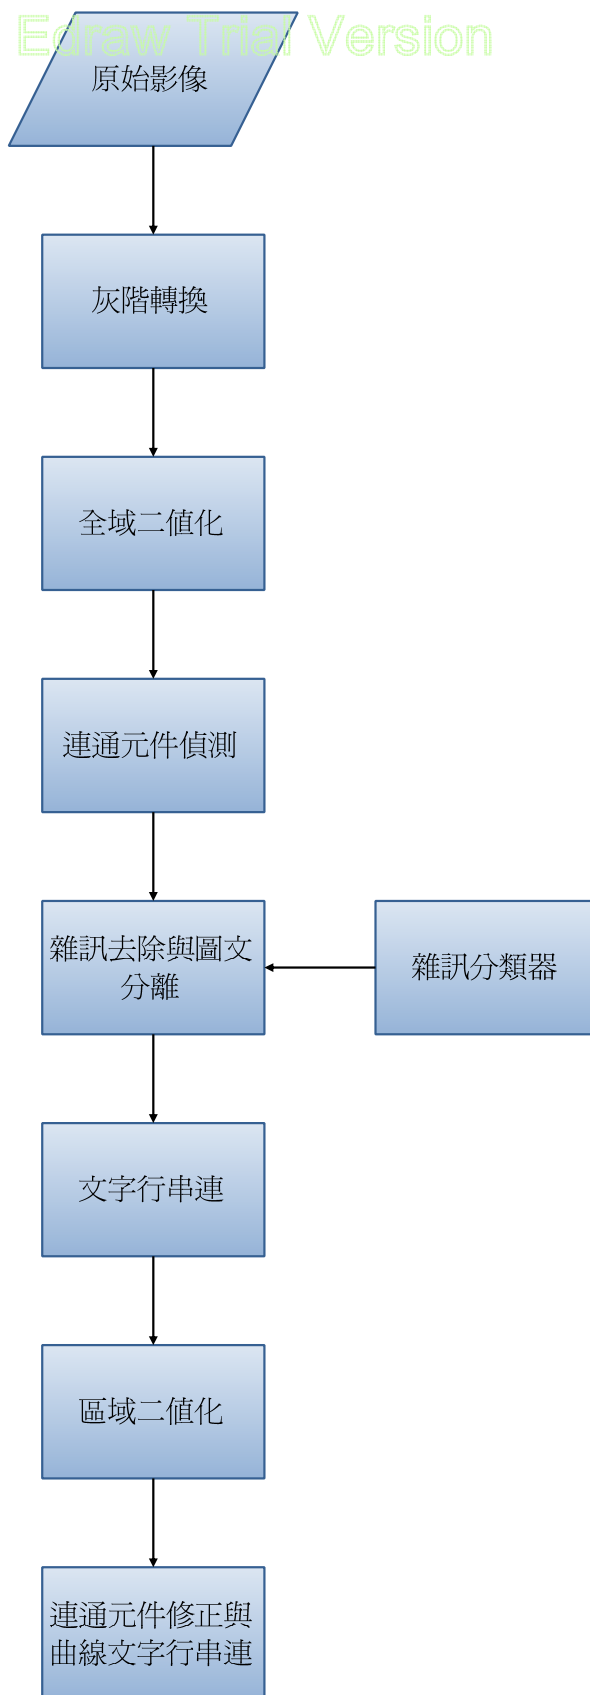 Edraw Trial Version
原始影像
灰階轉換
全域二值化
連通元件偵測
雜訊去除與圖文
分離
雜訊分類器
文字行串連
區域二值化
連通元件修正與
曲線文字行串連